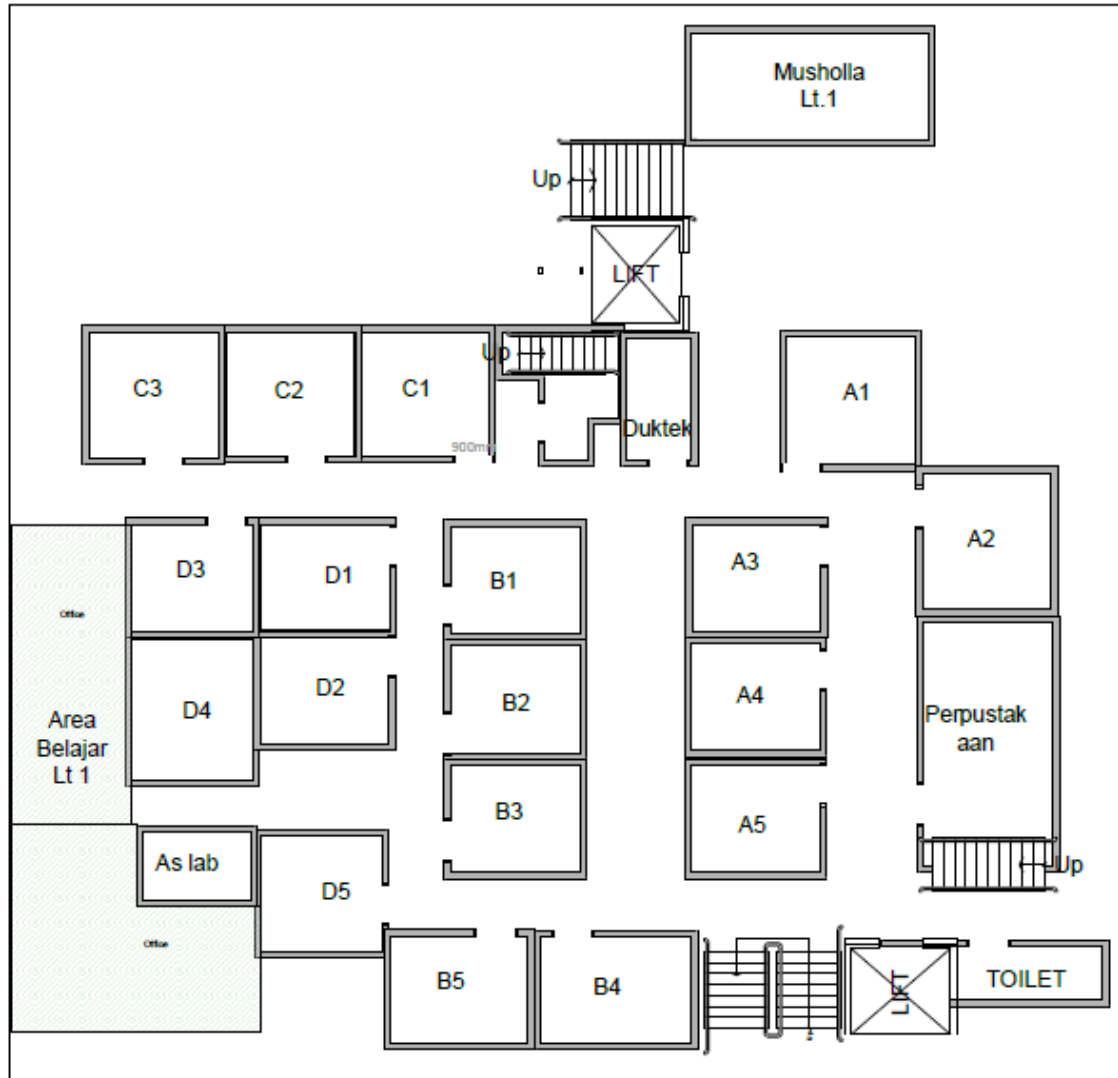 Musholla
Lt.1
Up
LIFT
Up
C3
C2
C1
900mm
Duktek
A1
A2
D3
D1
B1
A3
Office
D4
D2
B2
A4
Area
Belajar
Lt 1
Perpustak
aan
B3
A5
As lab
D5
Up
Office
B5
B4
LIFT
TOILET